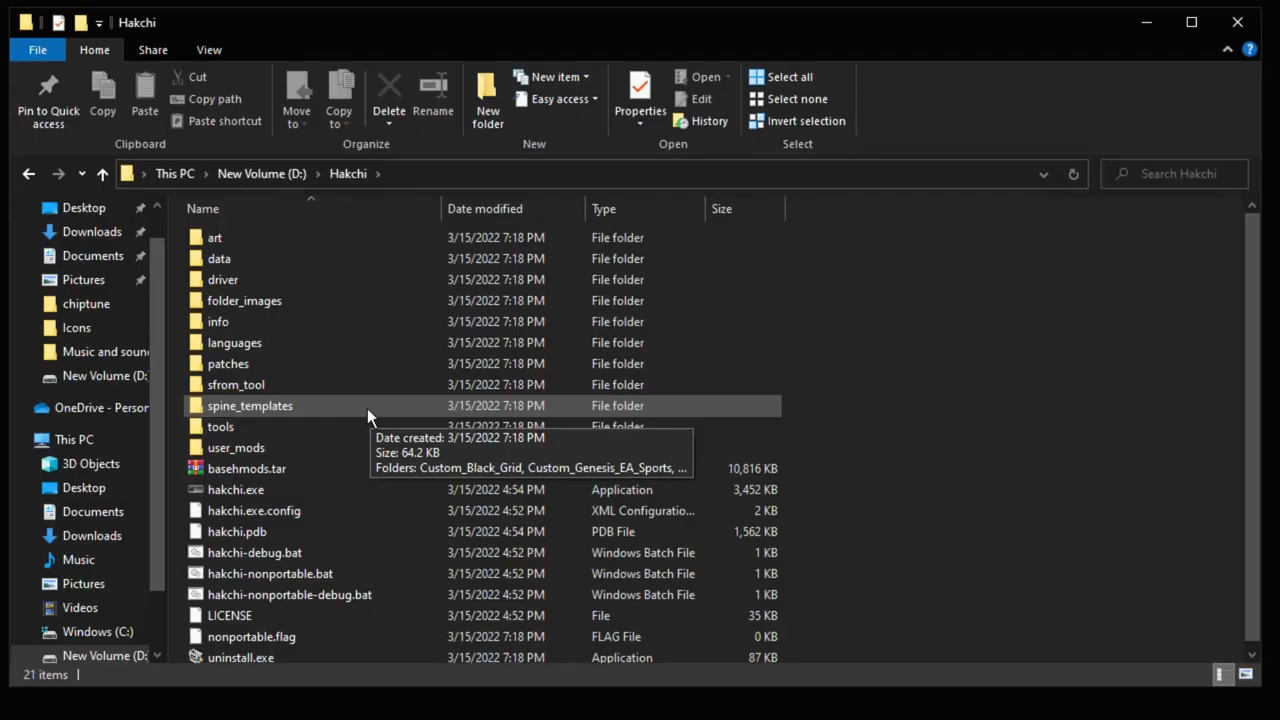 Hakchi
File Home Share View
Pin to Quick access
Copy
Paste
Cut
Copy path
Paste shortcut
Clipboard
Move to
Copy to
Delete
Rename
Organize
New folder
New item
Easy access
New
Properties
Open
Edit
History
Open
Select all
Select none
Invert selection
Select
This PC New Volume (D:) Hakchi
Search Hakchi
Desktop
Downloads
Documents
Pictures
chiptune
Icons
Music and soun
New Volume (D:
OneDrive - Person
This PC
3D Objects
Desktop
Documents
Downloads
Music
Pictures
Videos
Windows (C:)
New Volume (D:
Name Date modified Type Size
art 3/15/2022 7:18 PM File folder
data 3/15/2022 7:18 PM File folder
driver 3/15/2022 7:18 PM File folder
folder_images 3/15/2022 7:18 PM File folder
info 3/15/2022 7:18 PM File folder
languages 3/15/2022 7:18 PM File folder
patches 3/15/2022 7:18 PM File folder
sfrom_tool 3/15/2022 7:18 PM File folder
spine_templates 3/15/2022 7:18 PM File folder
tools 3/15/2022 7:18 PM File folder
Date created: 3/15/2022 7:18 PM
Size: 64.2 KB
Folders: Custom_Black_Grid, Custom_Genesis_EA_Sports, ...
user_mods
basehmods.tar 10,816 KB
hakchi.exe 3/15/2022 4:54 PM Application 3,452 KB
hakchi.exe.config 3/15/2022 4:52 PM XML Configuratio... 2 KB
hakchi.pdb 3/15/2022 4:54 PM PDB File 1,562 KB
hakchi-debug.bat 3/15/2022 4:52 PM Windows Batch File 1 KB
hakchi-nonportable.bat 3/15/2022 4:52 PM Windows Batch File 1 KB
hakchi-nonportable-debug.bat 3/15/2022 4:52 PM Windows Batch File 1 KB
LICENSE 3/15/2022 4:52 PM File 35 KB
nonportable.flag 3/15/2022 7:18 PM FLAG File 0 KB
uninstall.exe 3/15/2022 7:18 PM Application 87 KB
21 items